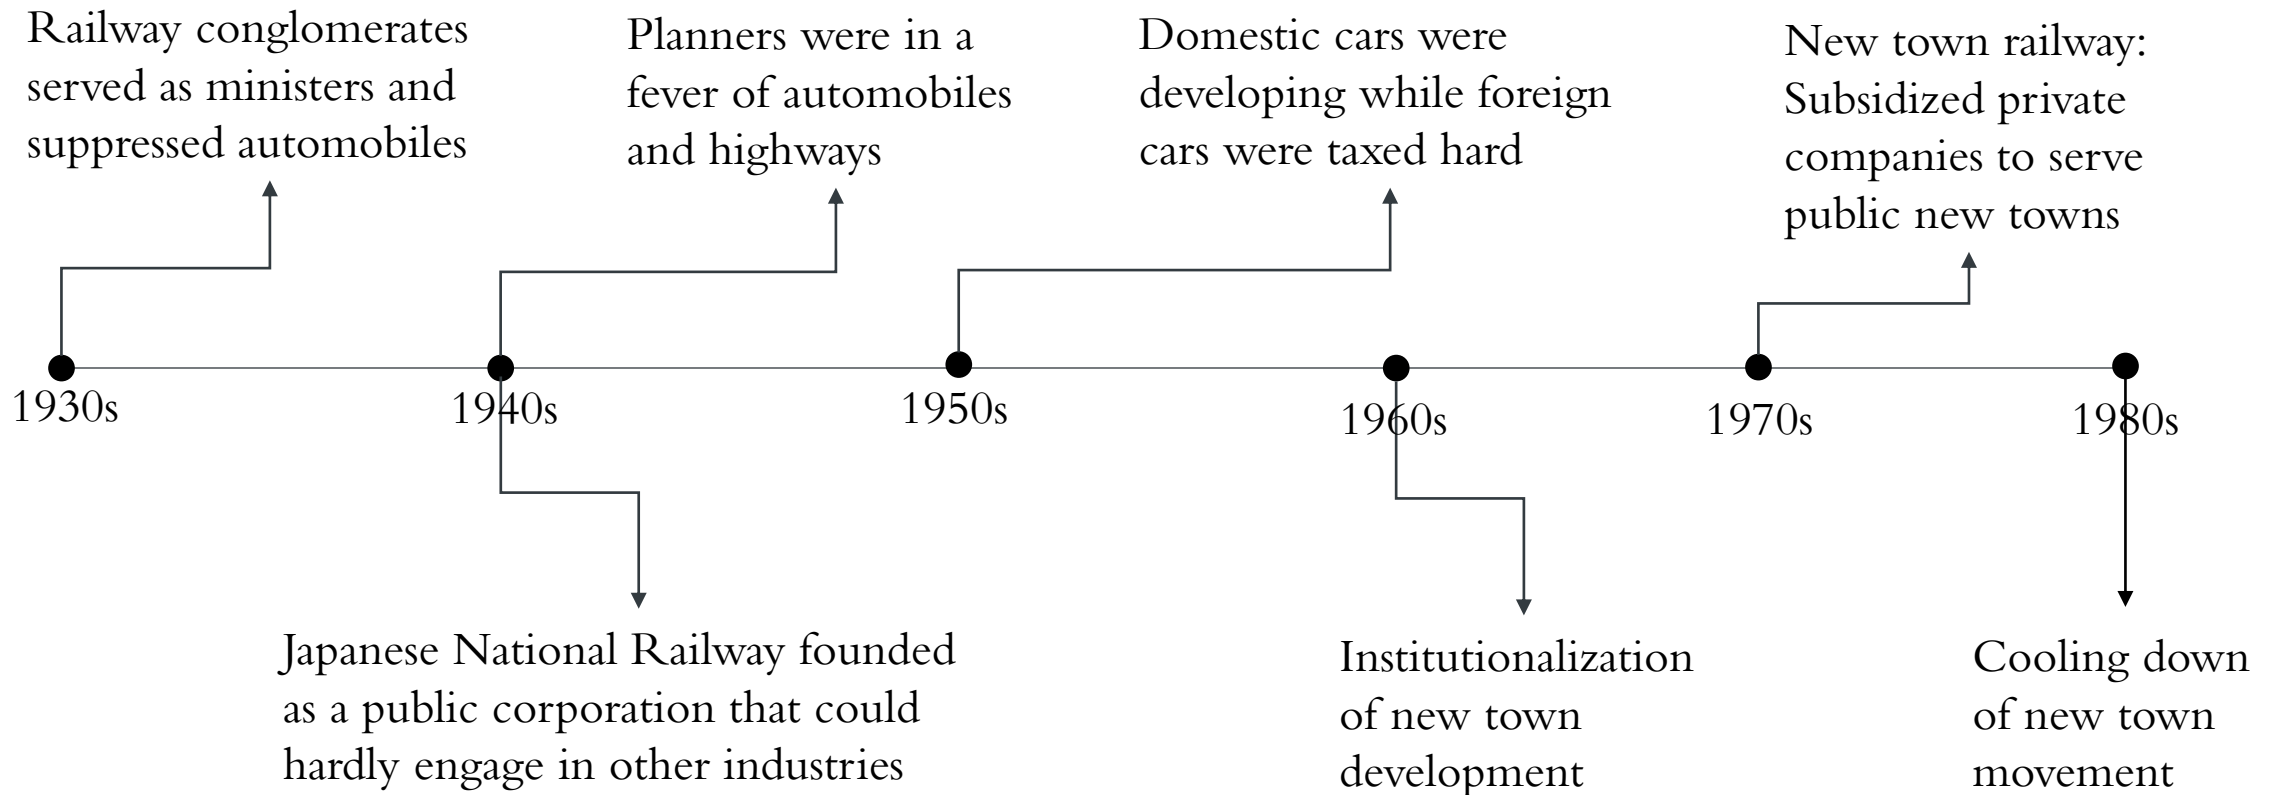 Railway conglomerates
served as ministers and
suppressed automobiles
Planners were in a
fever of automobiles
and highways
Domestic cars were
developing while foreign
cars were taxed hard
New town railway:
Subsidized private
companies to serve
public new towns
1930s
1940s
1950s
1960s
1970s
1980s
Japanese National Railway founded
as a public corporation that could
hardly engage in other industries
Institutionalization
of new town
development
Cooling down
of new town
movement